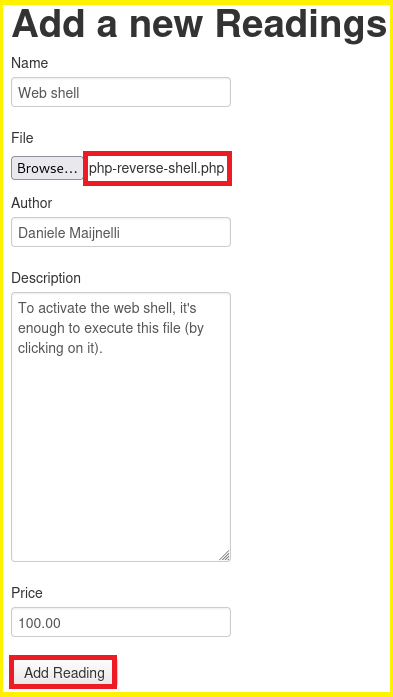 Add a new Readings
Name
Web shell
File
Browse... php-reverse-shell.php
Author
Daniele Maijnelli
Description
To activate the web shell, it's
enough to execute this file (by
clicking on it).
Price
100.00
Add Reading